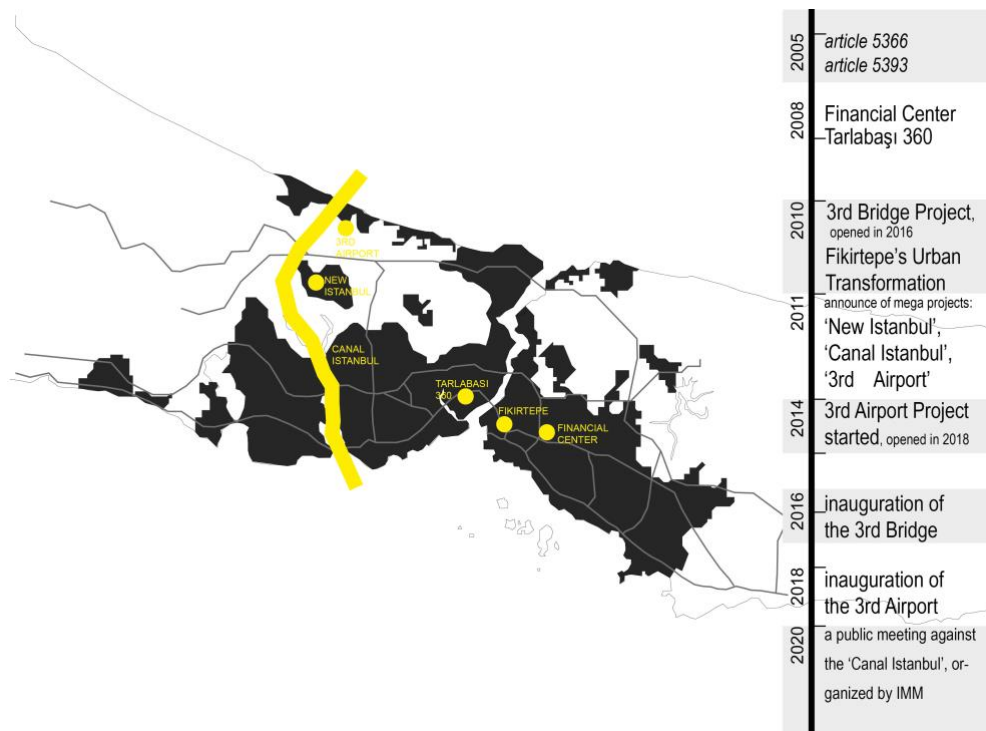 3RD
AIRPORT
NEW
ISTANBUL
CANAL
ISTANBUL
TARLABASI
360
FIKIRTEPE
FINANCIAL
CENTER
2005
article 5366
article 5393
2008
Financial Center
Tarlabaşı 360
2010
3rd Bridge Project,
opened in 2016
Fikirtepe's Urban
Transformation
2011
announce of mega projects:
'New Istanbul',
'Canal Istanbul',
'3rd Airport'
2014
3rd Airport Project
started, opened in 2018
2016
inauguration of
the 3rd Bridge
2018
inauguration of
the 3rd Airport
2020
a public meeting against
the 'Canal Istanbul', or-
ganized by IMM